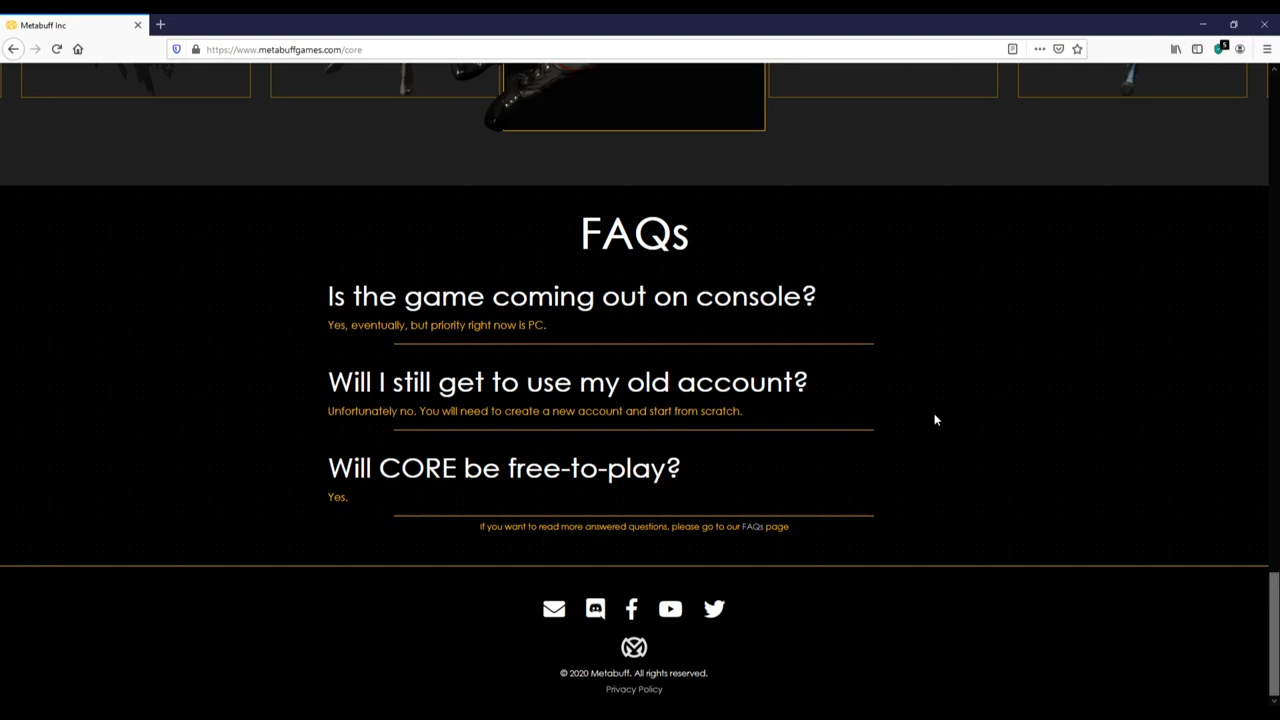 Metabuff Inc
https://www.metabuffgames.com/core
5
FAQs
Is the game coming out on console?
Yes, eventually, but priority right now is PC.
Will I still get to use my old account?
Unfortunately no. You will need to create a new account and start from scratch.
Will CORE be free-to-play?
Yes.
If you want to read more answered questions, please go to our FAQs page
© 2020 Metabuff. All rights reserved.
Privacy Policy